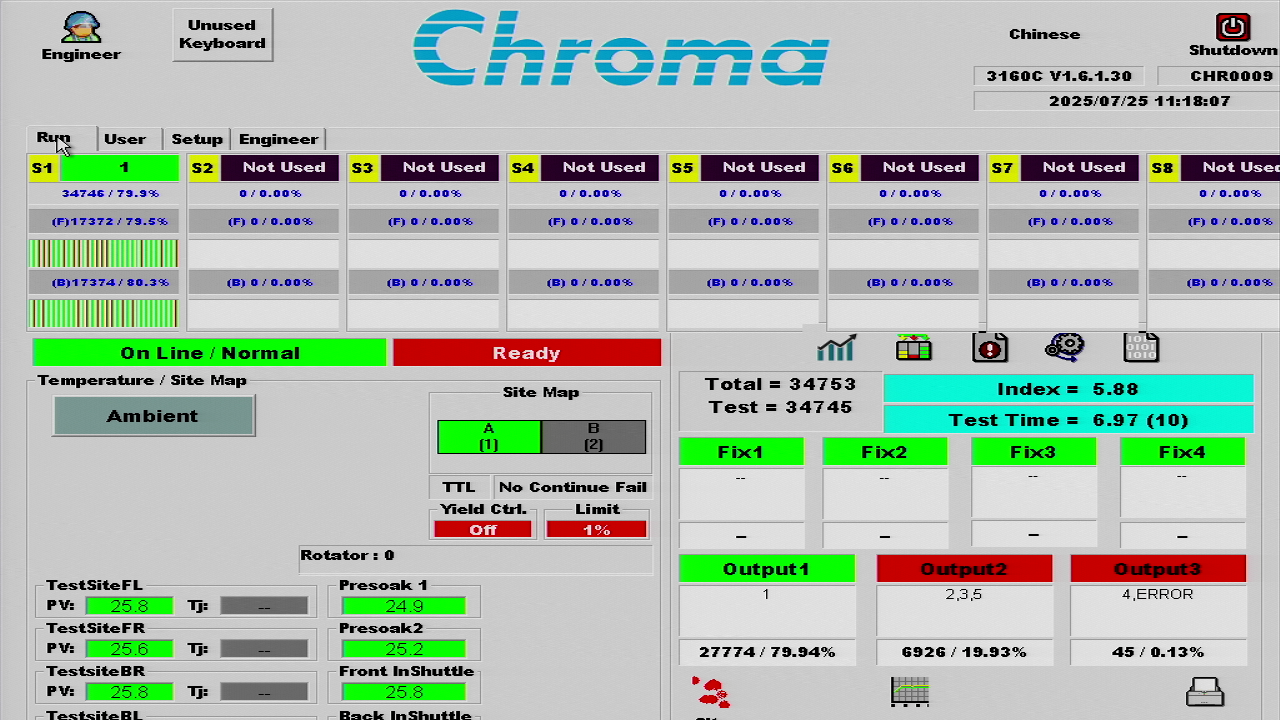 Engineer
Unused
Keyboard
Chroma
Chinese
Shutdown
3160C V1.6.1.30
CHR0009
2025/07/25 11:18:07
Run
User
Setup
Engineer
S1 1
S2 Not Used
S3 Not Used
S4 Not Used
S5 Not Used
S6 Not Used
S7 Not Used
S8 Not Us
34746 / 79.9%
0 / 0.00%
0 / 0.00%
0 / 0.00%
0 / 0.00%
0 / 0.00%
0 / 0.00%
0 / 0.00%
(F)17372 / 79.5%
(F) 0 / 0.00%
(F) 0 / 0.00%
(F) 0 / 0.00%
(F) 0 / 0.00%
(F) 0 / 0.00%
(F) 0 / 0.00%
(F) 0 / 0.00%
(B)17374 / 80.3%
(B) 0 / 0.00%
(B) 0 / 0.00%
(B) 0 / 0.00%
(B) 0 / 0.00%
(B) 0 / 0.00%
(B) 0 / 0.00%
(B) 0 / 0.00%
On Line / Normal
Ready
Temperature / Site Map
Ambient
Site Map
A
(1)
B
(2)
TTL
No Continue Fail
Yield Ctrl.
Off
Limit
1%
Rotator : 0
TestSiteFL
PV: 25.8 Tj: --
TestSiteFR
PV: 25.6 Tj: --
TestsiteBR
PV: 25.8 Tj: --
TestsiteBL
Presoak 1
24.9
Presoak2
25.2
Front InShuttle
25.8
Back InShuttle
Total = 34753
Test = 34745
Index = 5.88
Test Time = 6.97 (10)
Fix1
Fix2
Fix3
Fix4
--
--
--
--
--
--
--
--
Output1
Output2
Output3
1
2,3,5
4,ERROR
27774 / 79.94%
6926 / 19.93%
45 / 0.13%